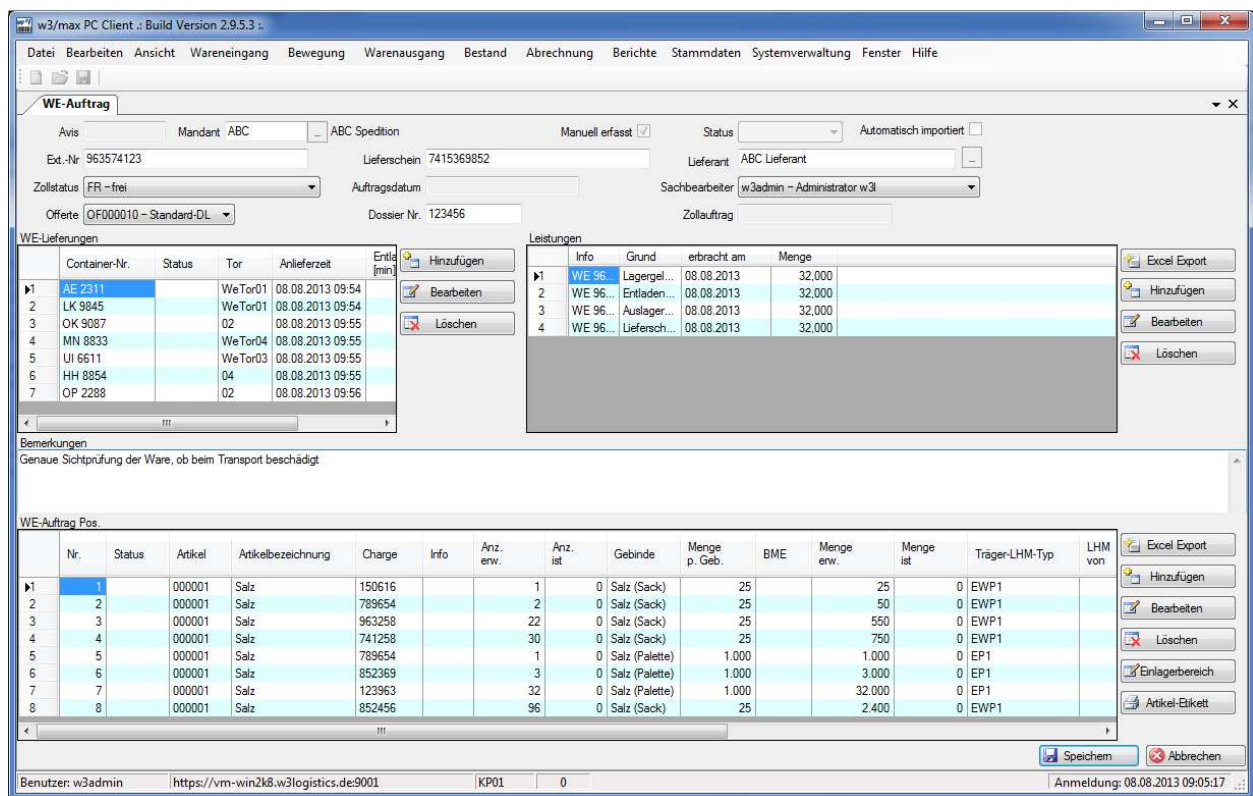 w3/max PC Client .: Build Version 2.9.5.3 :.
Datei Bearbeiten Ansicht Wareneingang Bewegung Warenausgang Bestand Abrechnung Berichte Stammdaten Systemverwaltung Fenster Hilfe
WE-Auftrag
Avis Mandant ABC ... ABC Spedition Manuell erfasst Status Automatisch importiert
Ext.-Nr 963574123 Lieferschein 7415369852 Lieferant ABC Lieferant ...
Zollstatus FR - frei Auftragsdatum Sachbearbeiter w3admin - Administrator w3l
Offerte OF000010 - Standard-DL Dossier Nr. 123456 Zollauftrag
WE-Lieferungen
Container-Nr. Status Tor Anlieferzeit Entla [min]
1 AE 2311 WeTor01 08.08.2013 09:54
2 LK 9845 WeTor01 08.08.2013 09:54
3 OK 9087 02 08.08.2013 09:55
4 MN 8833 WeTor04 08.08.2013 09:55
5 UI 6611 WeTor03 08.08.2013 09:55
6 HH 8854 04 08.08.2013 09:55
7 OP 2288 02 08.08.2013 09:56
Hinzufügen
Bearbeiten
Löschen
Leistungen
Info Grund erbracht am Menge
1 WE 96... Lagergel... 08.08.2013 32,000
2 WE 96... Entladen... 08.08.2013 32,000
3 WE 96... Auslager... 08.08.2013 32,000
4 WE 96... Liefersch... 08.08.2013 32,000
Excel Export
Hinzufügen
Bearbeiten
Löschen
Bemerkungen
Genaue Sichtprüfung der Ware, ob beim Transport beschädigt
WE-Auftrag Pos.
Nr. Status Artikel Artikelbezeichnung Charge Info Anz. erw. Anz. ist Gebinde Menge p. Geb. BME Menge erw. Menge ist Träger-LHM-Typ LHM von
1 1 000001 Salz 150616 1 0 Salz (Sack) 25 25 0 EWP1
2 2 000001 Salz 789654 2 0 Salz (Sack) 25 50 0 EWP1
3 3 000001 Salz 963258 22 0 Salz (Sack) 25 550 0 EWP1
4 4 000001 Salz 741258 30 0 Salz (Sack) 25 750 0 EWP1
5 5 000001 Salz 789654 1 0 Salz (Palette) 1.000 1.000 0 EP1
6 6 000001 Salz 852369 3 0 Salz (Palette) 1.000 3.000 0 EP1
7 7 000001 Salz 123963 32 0 Salz (Palette) 1.000 32.000 0 EP1
8 8 000001 Salz 852456 96 0 Salz (Sack) 25 2.400 0 EWP1
Excel Export
Hinzufügen
Bearbeiten
Löschen
Einlagerbereich
Artikel-Etikett
Speichern Abbrechen
Benutzer: w3admin https://vm-win2k8.w3logistics.de:9001 KP01 0 Anmeldung: 08.08.2013 09:05:17